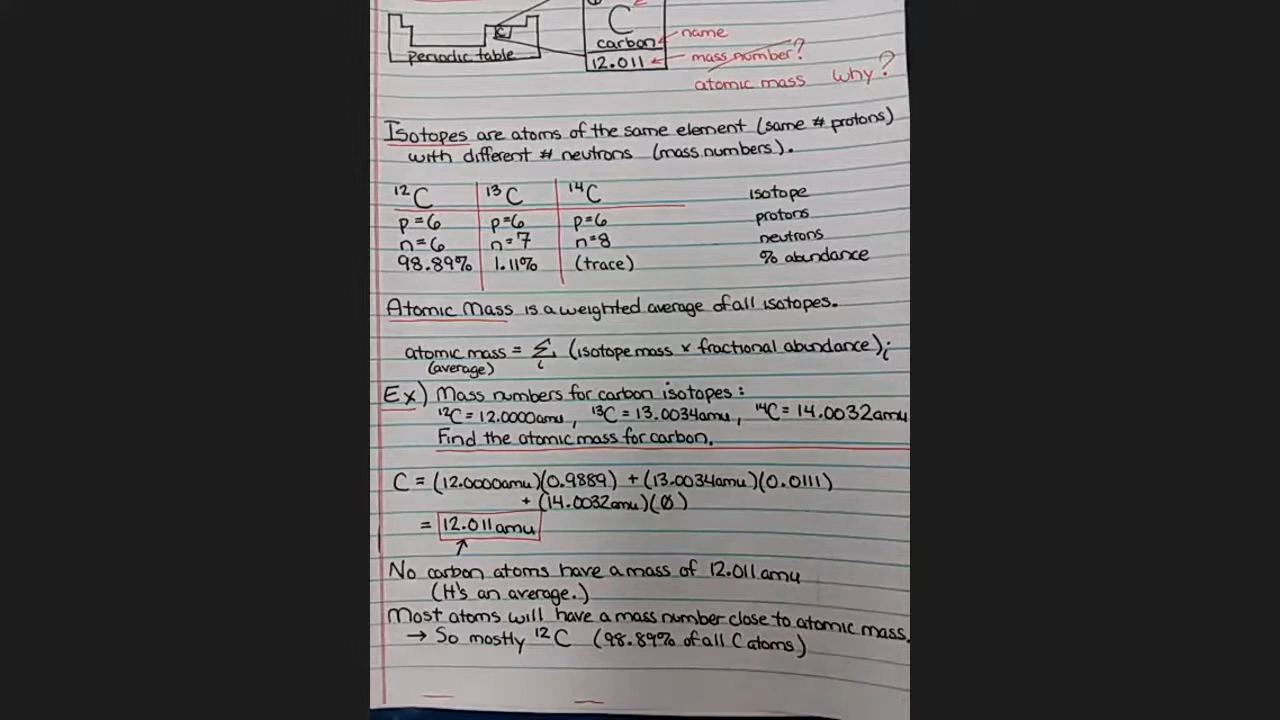 C
periodic table
C
carbon
name
12.011
mass number?
atomic mass why?
Isotopes are atoms of the same element (same # protons)
with different # neutrons (mass numbers).
¹²C ¹³C ¹⁴C isotope
p=6 p=6 p=6 protons
n=6 n=7 n=8 neutrons
98.89% 1.11% (trace) % abundance
Atomic Mass is a weighted average of all isotopes.
atomic mass = Σᵢ (isotope mass × fractional abundance)ᵢ
(average)
Ex) Mass numbers for carbon isotopes:
¹²C = 12.0000amu, ¹³C = 13.0034amu, ¹⁴C = 14.0032amu
Find the atomic mass for carbon.
C = (12.0000amu)(0.9889) + (13.0034amu)(0.0111)
+ (14.0032amu)(0)
= 12.011amu
↑
No carbon atoms have a mass of 12.011amu
(It's an average.)
Most atoms will have a mass number close to atomic mass.
→ So mostly ¹²C (98.89% of all C atoms)